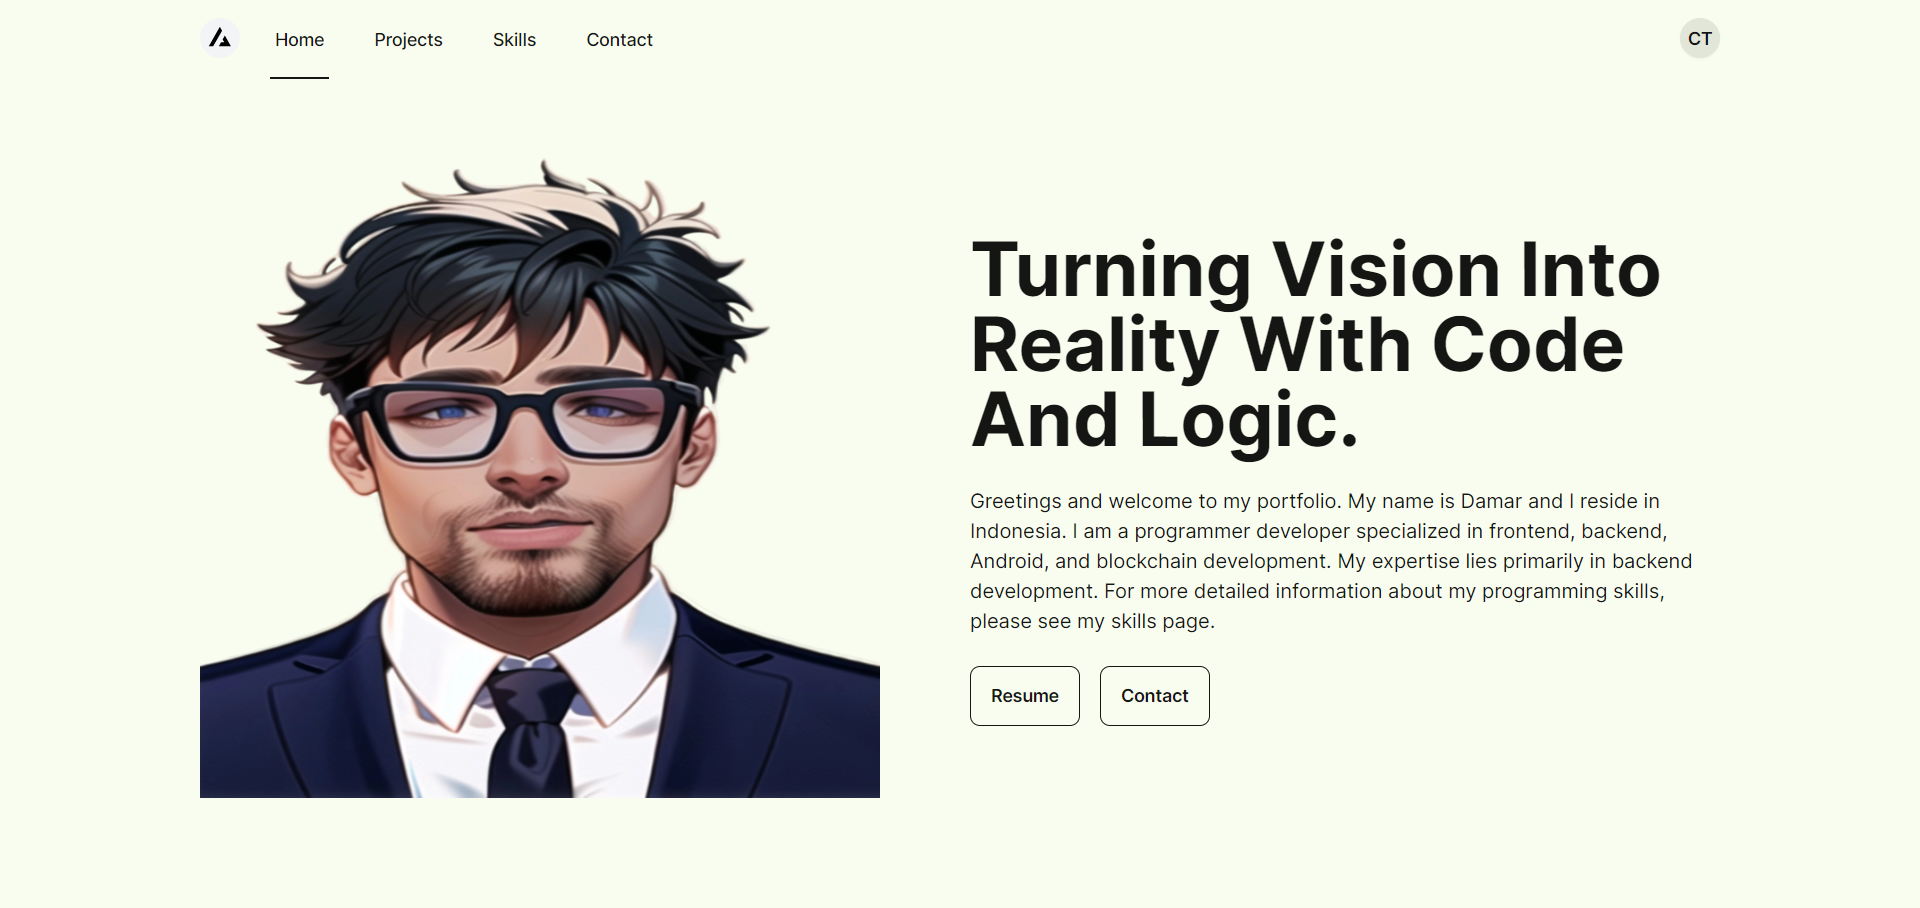 Home Projects Skills Contact CT
Turning Vision Into
Reality With Code
And Logic.
Greetings and welcome to my portfolio. My name is Damar and I reside in
Indonesia. I am a programmer developer specialized in frontend, backend,
Android, and blockchain development. My expertise lies primarily in backend
development. For more detailed information about my programming skills,
please see my skills page.
Resume Contact